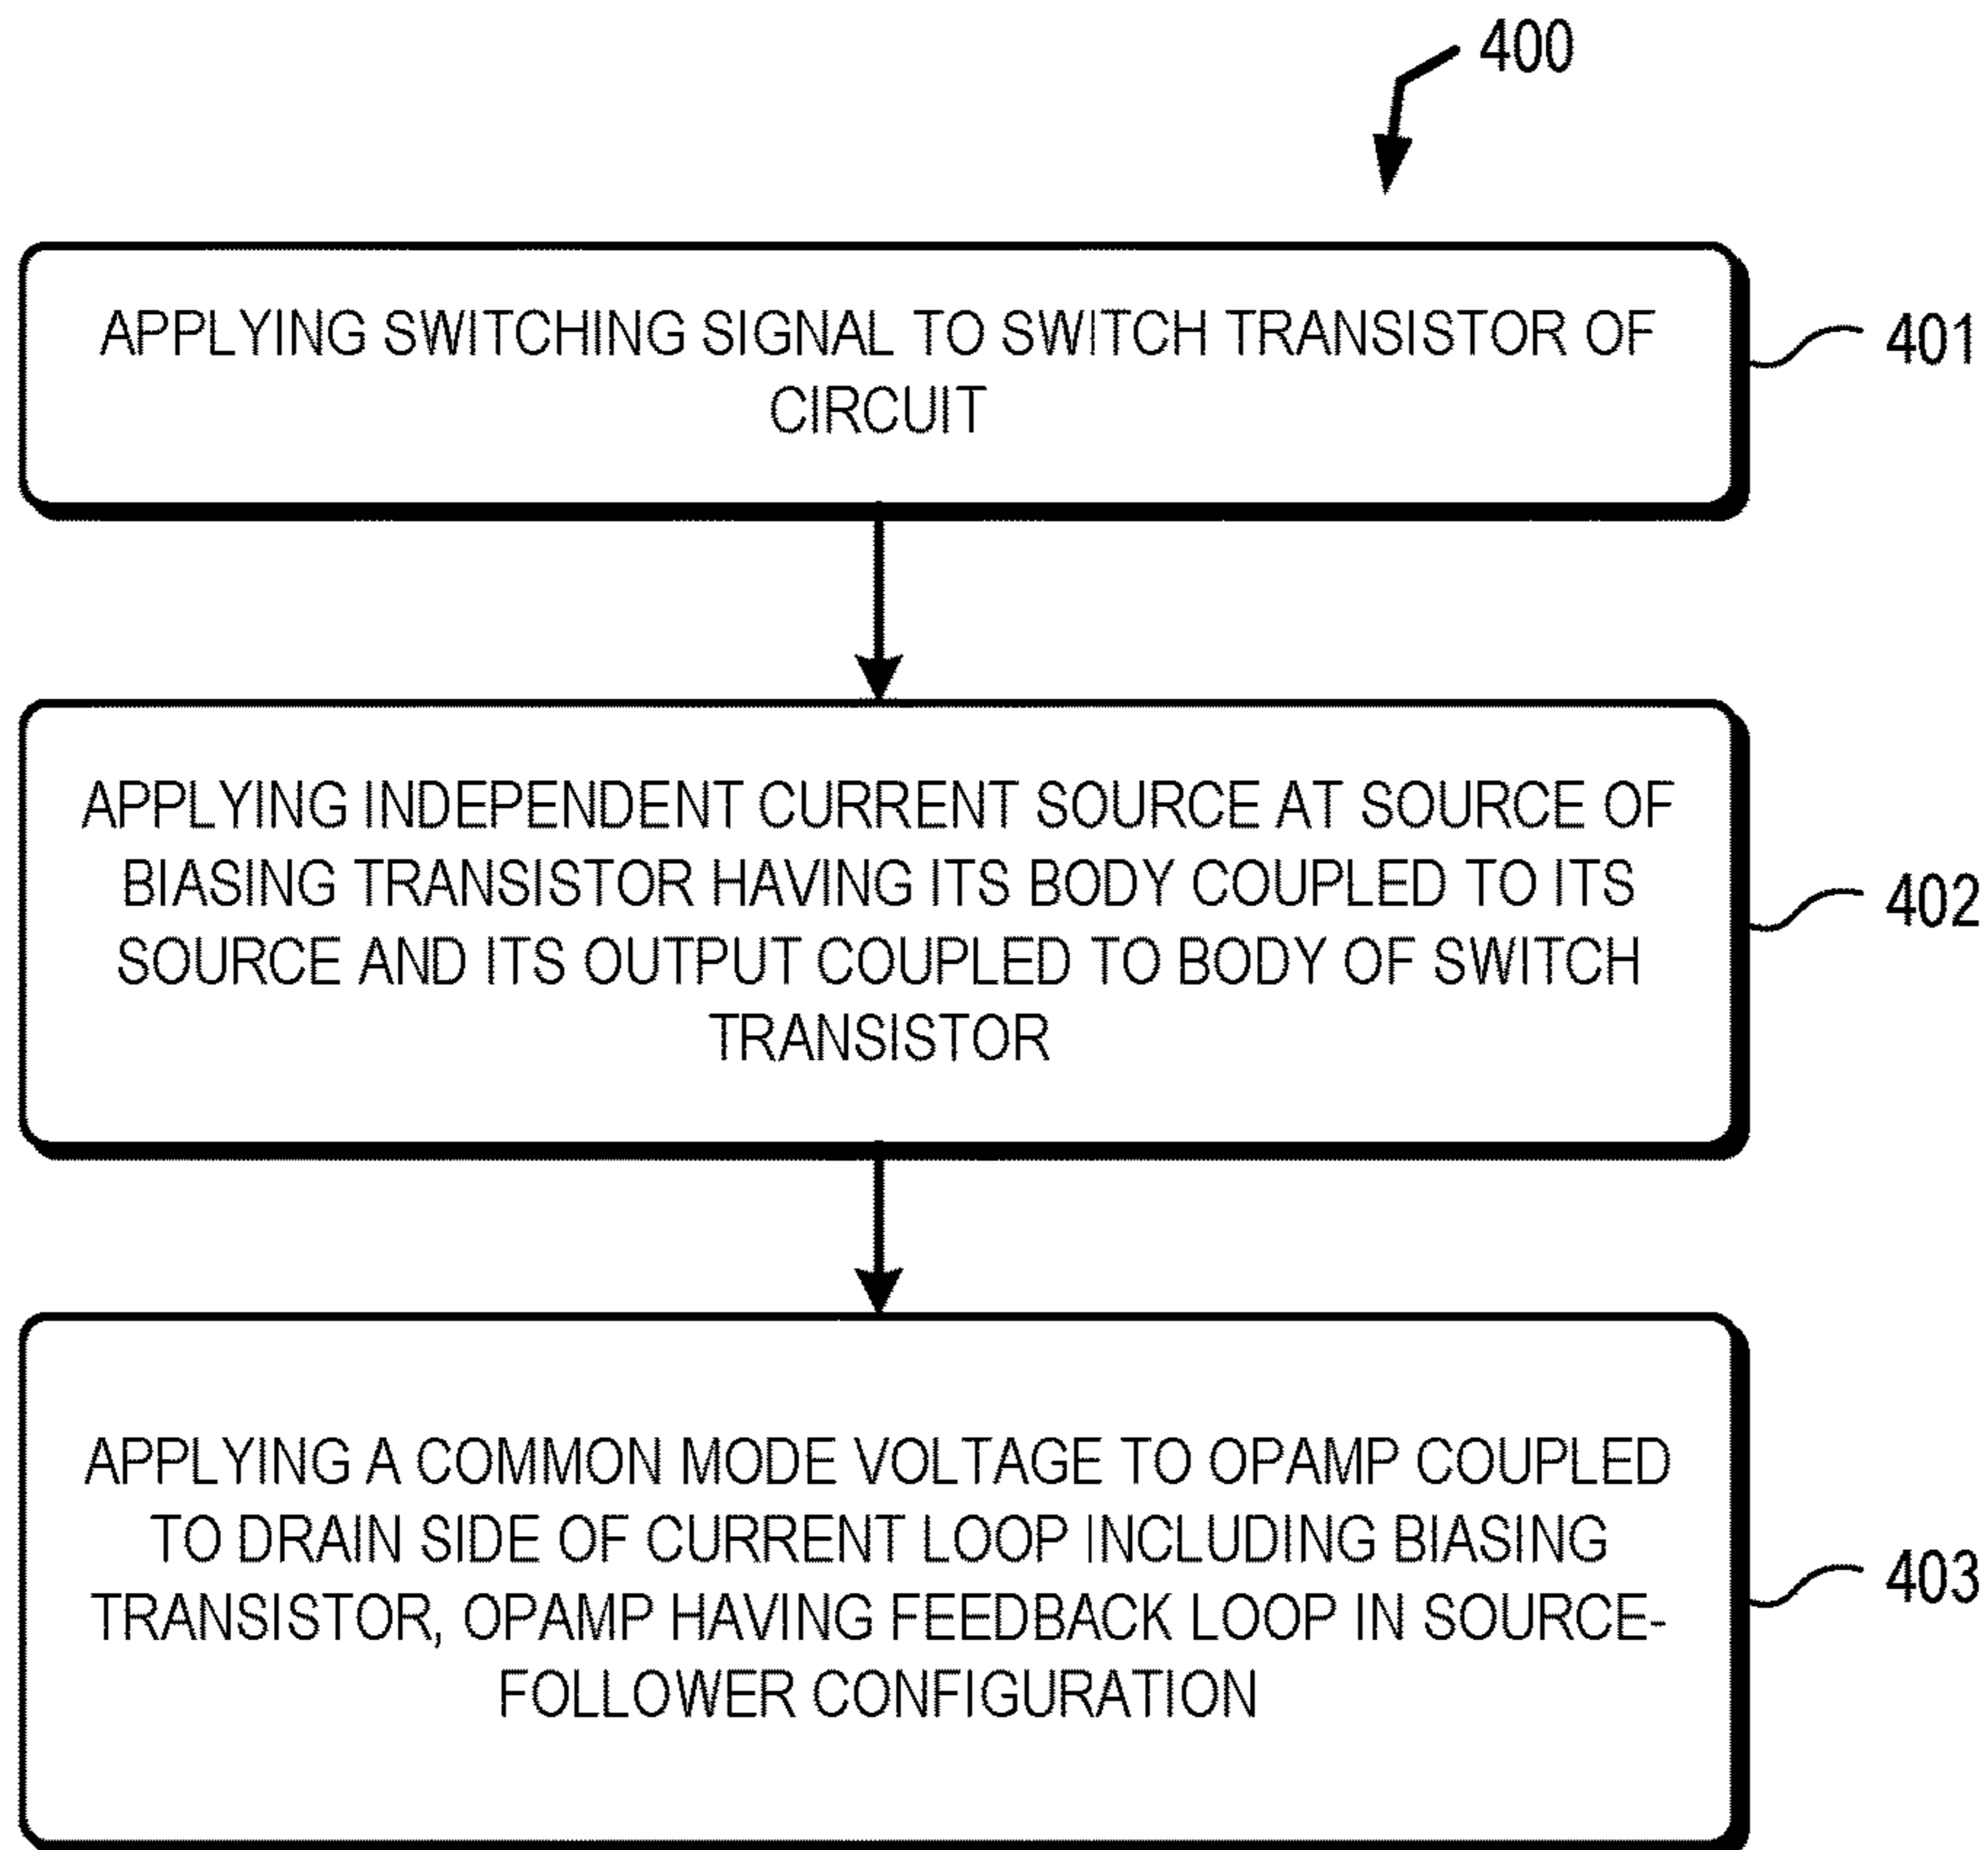 400
APPLYING SWITCHING SIGNAL TO SWITCH TRANSISTOR OF
CIRCUIT
401
APPLYING INDEPENDENT CURRENT SOURCE AT SOURCE OF
BIASING TRANSISTOR HAVING ITS BODY COUPLED TO ITS
SOURCE AND ITS OUTPUT COUPLED TO BODY OF SWITCH
TRANSISTOR
402
APPLYING A COMMON MODE VOLTAGE TO OPAMP COUPLED
TO DRAIN SIDE OF CURRENT LOOP INCLUDING BIASING
TRANSISTOR, OPAMP HAVING FEEDBACK LOOP IN SOURCE-
FOLLOWER CONFIGURATION
403